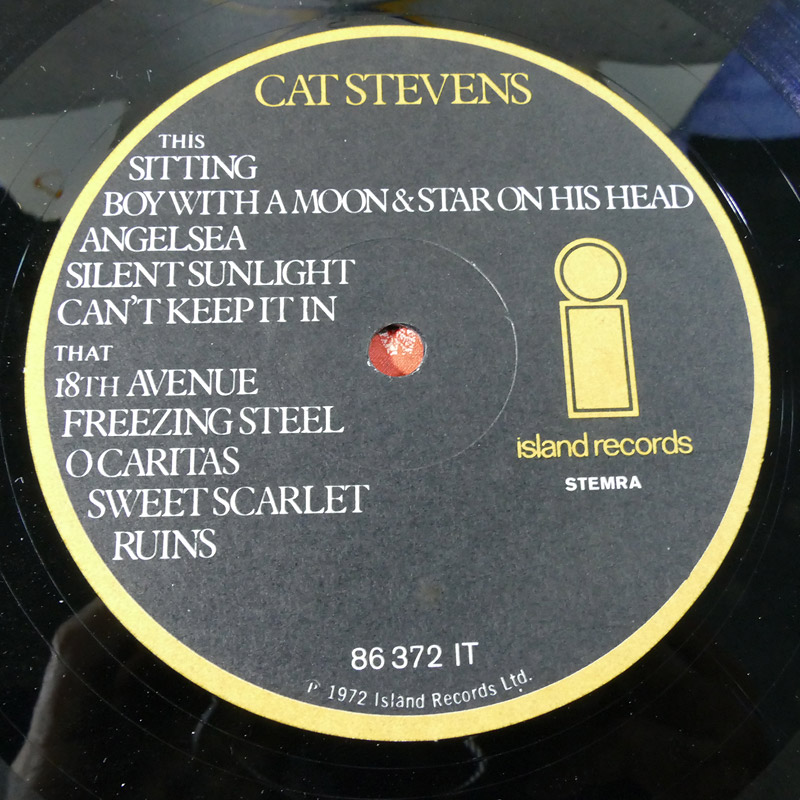 CAT STEVENS
THIS
SITTING
BOY WITH A MOON & STAR ON HIS HEAD
ANGELSEA
SILENT SUNLIGHT
CAN'T KEEP IT IN
THAT
18TH AVENUE
FREEZING STEEL
O CARITAS
SWEET SCARLET
RUINS
island records
STEMRA
86 372 IT
℗ 1972 Island Records Ltd.